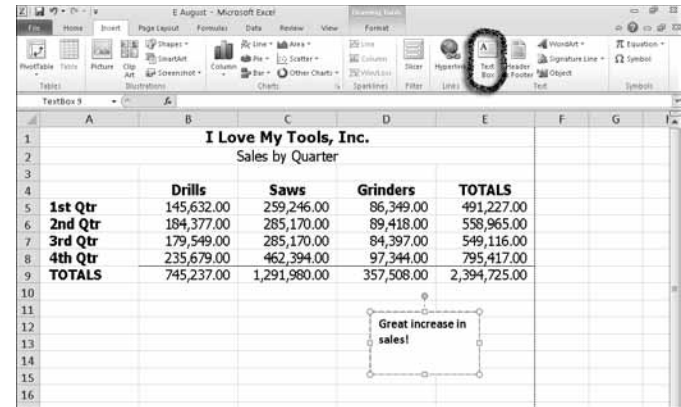 E August - Microsoft Excel
File Home Insert Page Layout Formulas Data Review View Format
PivotTable Table Picture Clip Art Shapes SmartArt Screenshot Column Line Pie Bar Area Scatter Other Charts Line Column Win/Loss Slicer Hyperlink Text Box Header & Footer WordArt Signature Line Object Equation Symbol
Tables Illustrations Charts Sparklines Filter Links Text Symbols
TextBox 9 fx
A B C D E F G
1 I Love My Tools, Inc.
2 Sales by Quarter
3
4 Drills Saws Grinders TOTALS
5 1st Qtr 145,632.00 259,246.00 86,349.00 491,227.00
6 2nd Qtr 184,377.00 285,170.00 89,418.00 558,965.00
7 3rd Qtr 179,549.00 285,170.00 84,397.00 549,116.00
8 4th Qtr 235,679.00 462,394.00 97,344.00 795,417.00
9 TOTALS 745,237.00 1,291,980.00 357,508.00 2,394,725.00
10
11
12 Great increase in
13 sales!
14
15
16